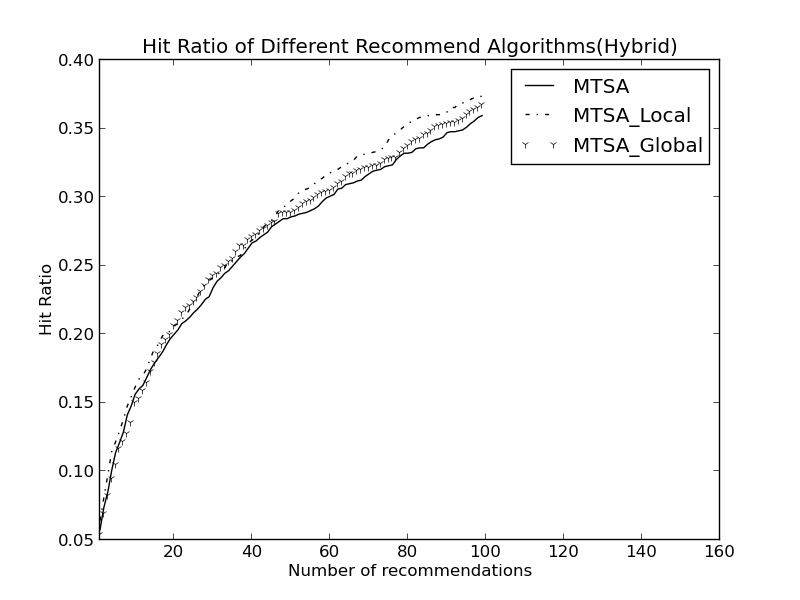 Hit Ratio of Different Recommend Algorithms(Hybrid)
0.40
0.35
0.30
0.25
0.20
0.15
0.10
0.05
Hit Ratio
MTSA
MTSA_Local
MTSA_Global
20 40 60 80 100 120 140 160
Number of recommendations